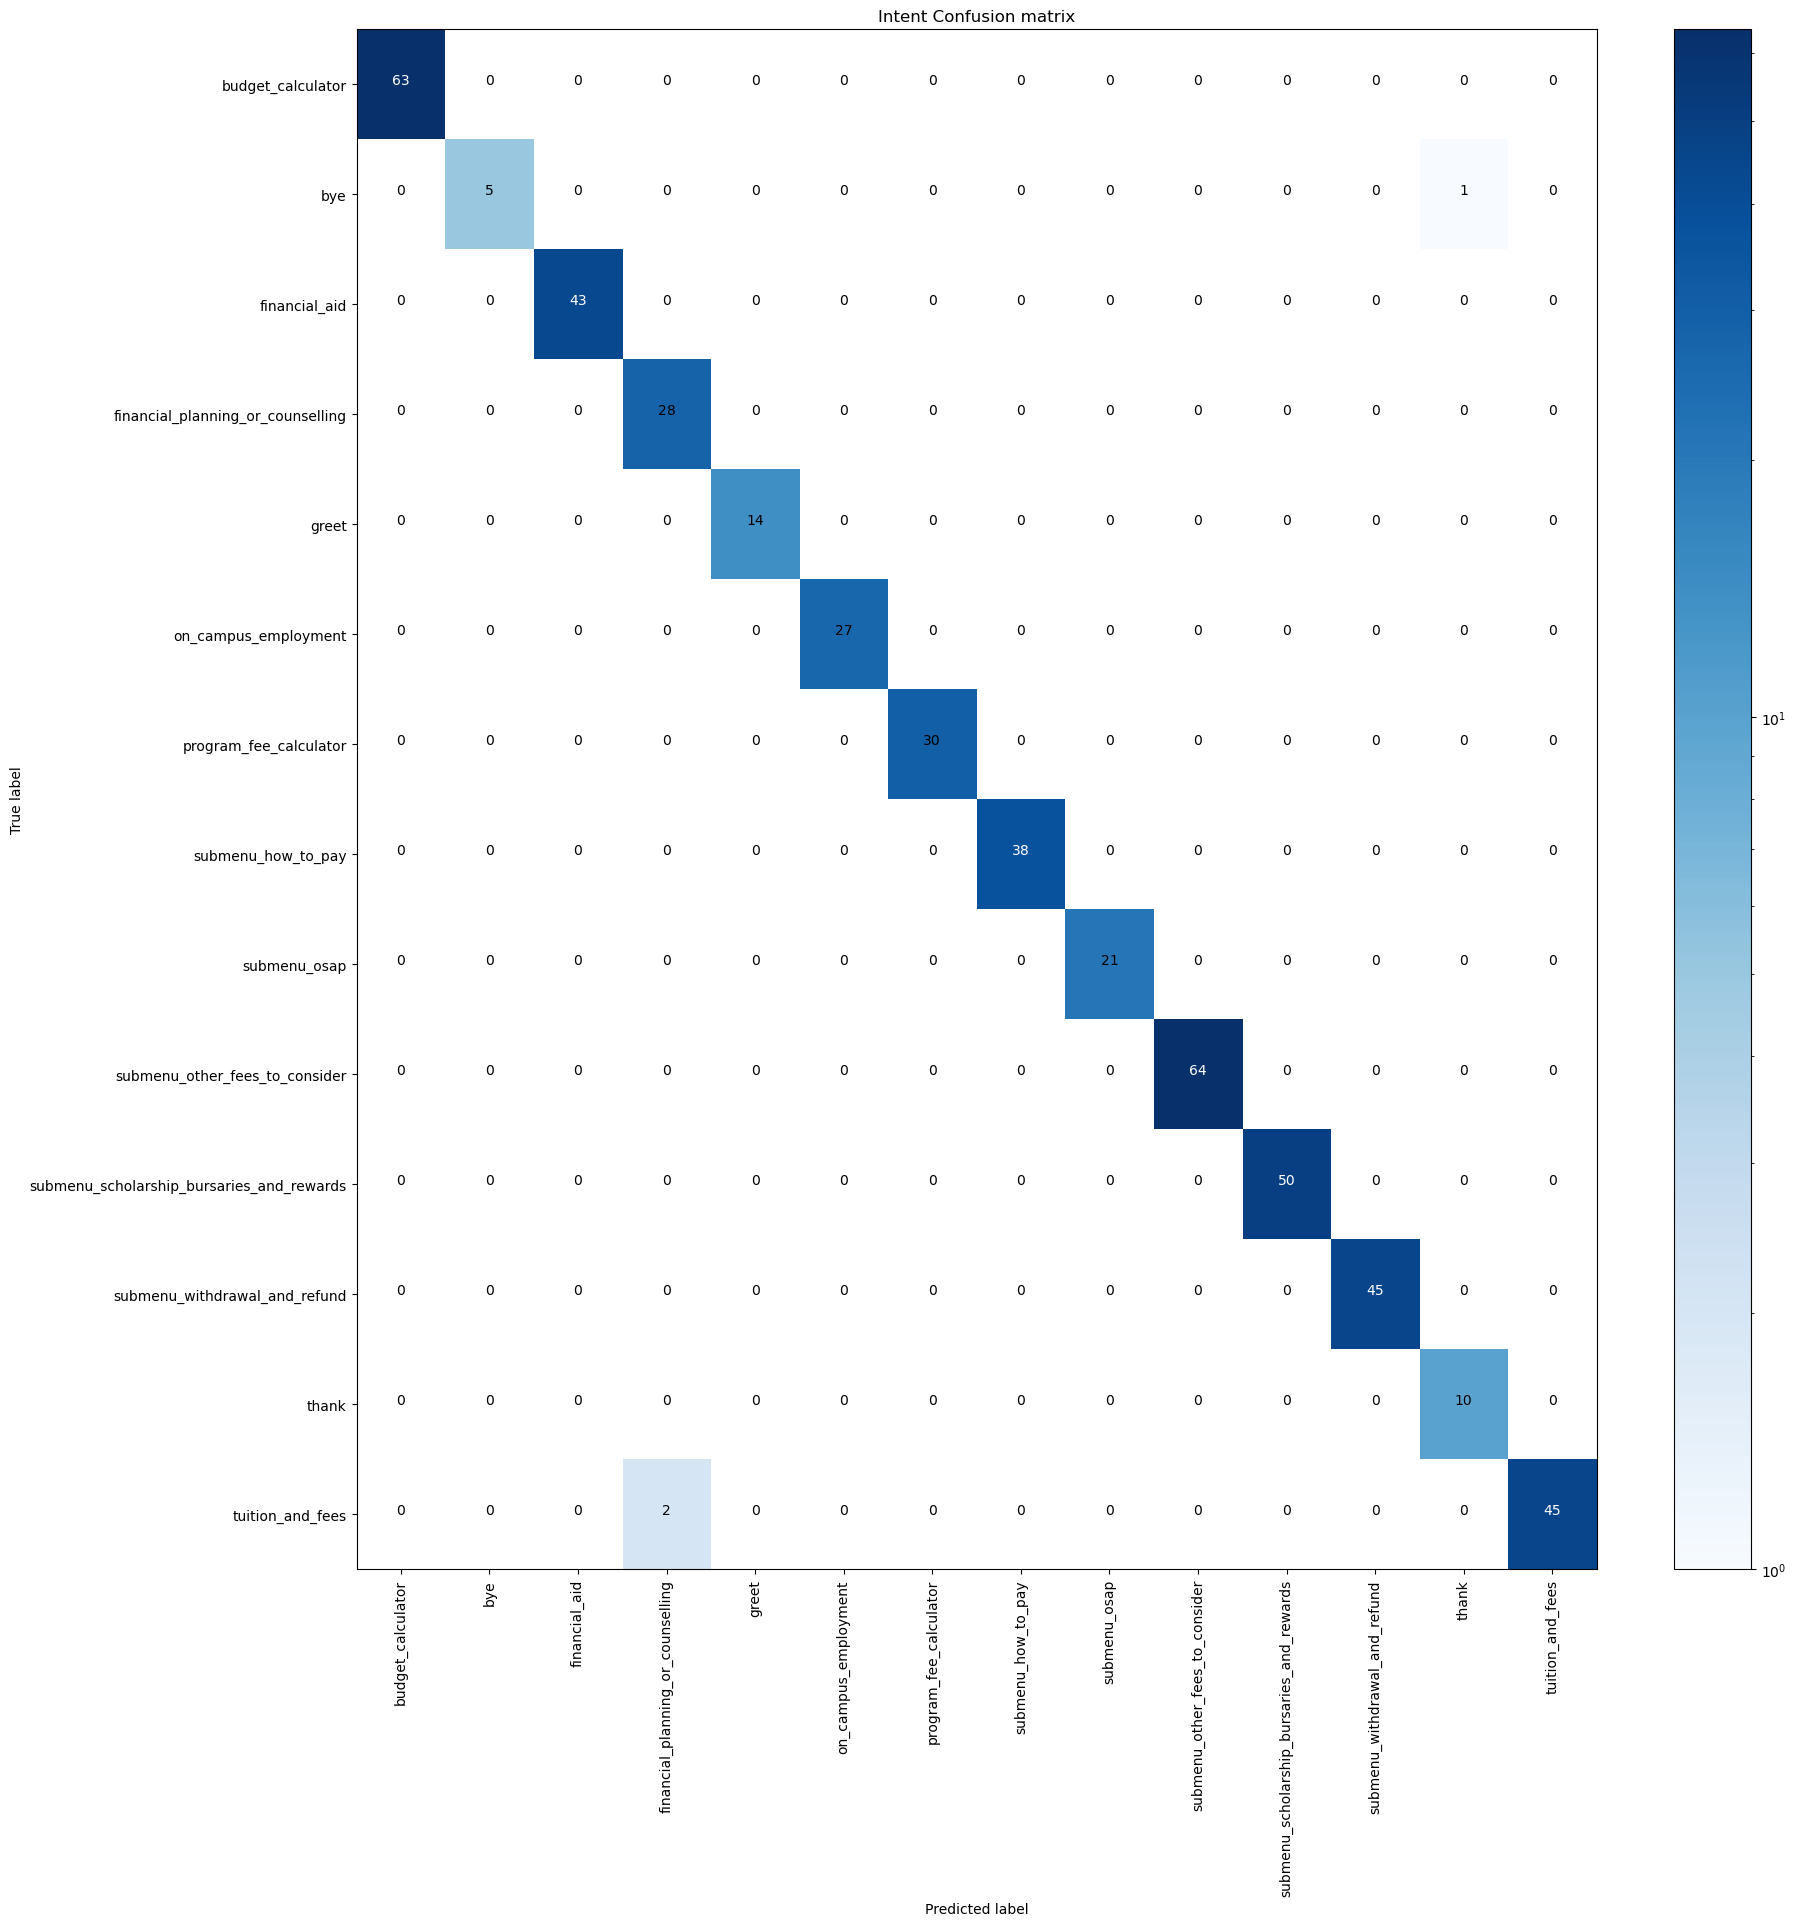 Intent Confusion matrix
budget_calculator 63 0 0 0 0 0 0 0 0 0 0 0 0 0
bye 0 5 0 0 0 0 0 0 0 0 0 0 1 0
financial_aid 0 0 43 0 0 0 0 0 0 0 0 0 0 0
financial_planning_or_counselling 0 0 0 28 0 0 0 0 0 0 0 0 0 0
greet 0 0 0 0 14 0 0 0 0 0 0 0 0 0
on_campus_employment 0 0 0 0 0 27 0 0 0 0 0 0 0 0
program_fee_calculator 0 0 0 0 0 0 30 0 0 0 0 0 0 0
submenu_how_to_pay 0 0 0 0 0 0 0 38 0 0 0 0 0 0
submenu_osap 0 0 0 0 0 0 0 0 21 0 0 0 0 0
submenu_other_fees_to_consider 0 0 0 0 0 0 0 0 0 64 0 0 0 0
submenu_scholarship_bursaries_and_rewards 0 0 0 0 0 0 0 0 0 0 50 0 0 0
submenu_withdrawal_and_refund 0 0 0 0 0 0 0 0 0 0 0 45 0 0
thank 0 0 0 0 0 0 0 0 0 0 0 0 10 0
tuition_and_fees 0 0 0 2 0 0 0 0 0 0 0 0 0 45
True label
budget_calculator
bye
financial_aid
financial_planning_or_counselling
greet
on_campus_employment
program_fee_calculator
submenu_how_to_pay
submenu_osap
submenu_other_fees_to_consider
submenu_scholarship_bursaries_and_rewards
submenu_withdrawal_and_refund
thank
tuition_and_fees
Predicted label
10¹
10⁰